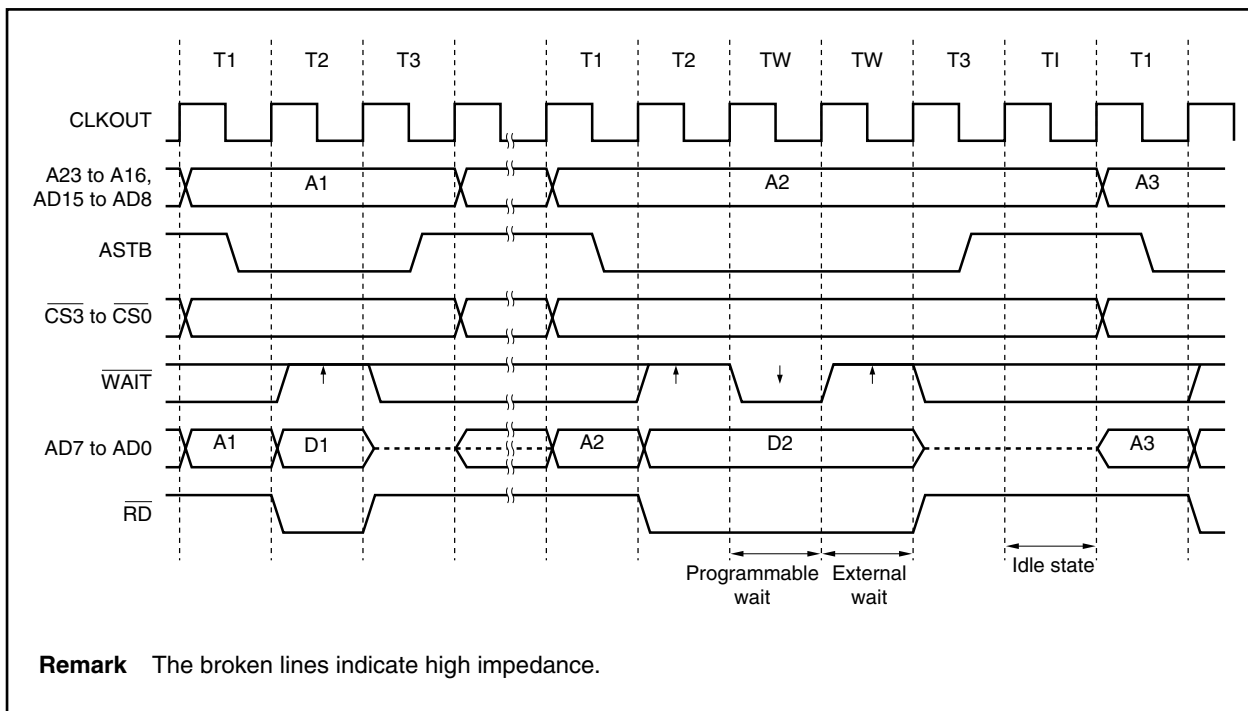 T1 T2 T3 T1 T2 TW TW T3 TI T1
CLKOUT
A23 to A16,
AD15 to AD8
A1 A2 A3
ASTB
CS3 to CS0
WAIT
AD7 to AD0
A1 D1 A2 D2 A3
RD
Programmable
wait
External
wait
Idle state
Remark The broken lines indicate high impedance.